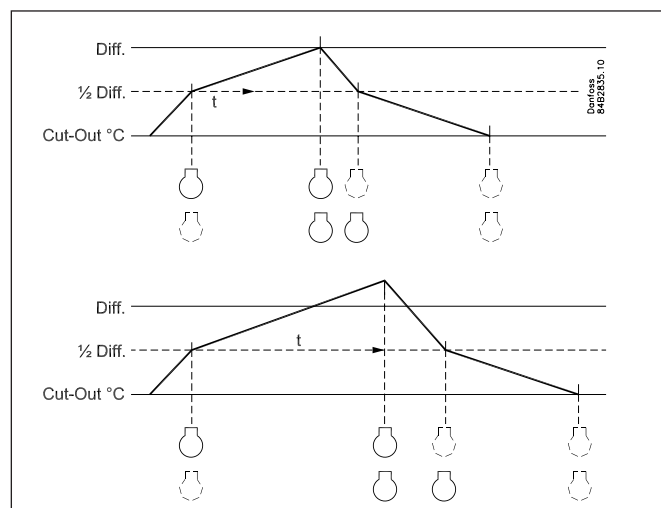 Diff.
½ Diff.
t
Cut-Out °C
Danfoss
84B2835.10
Diff.
½ Diff.
t
Cut-Out °C